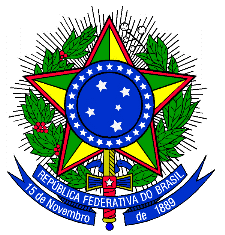 REPÚBLICA FEDERATIVA DO BRASIL
15 de Novembro de 1889